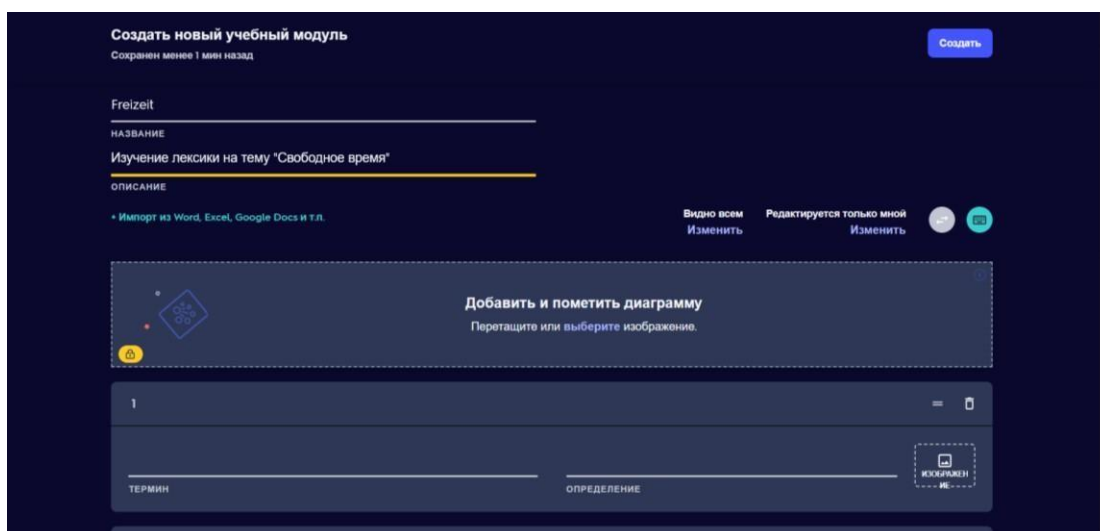 Создать новый учебный модуль
Сохранен менее 1 мин назад
Создать
Freizeit
НАЗВАНИЕ
Изучение лексики на тему "Свободное время"
ОПИСАНИЕ
+ Импорт из Word, Excel, Google Docs и т.п.
Видно всем
Изменить
Редактируется только мной
Изменить
Добавить и пометить диаграмму
Перетащите или выберите изображение.
1
ТЕРМИН
ОПРЕДЕЛЕНИЕ
ИЗОБРАЖЕН
ИЕ